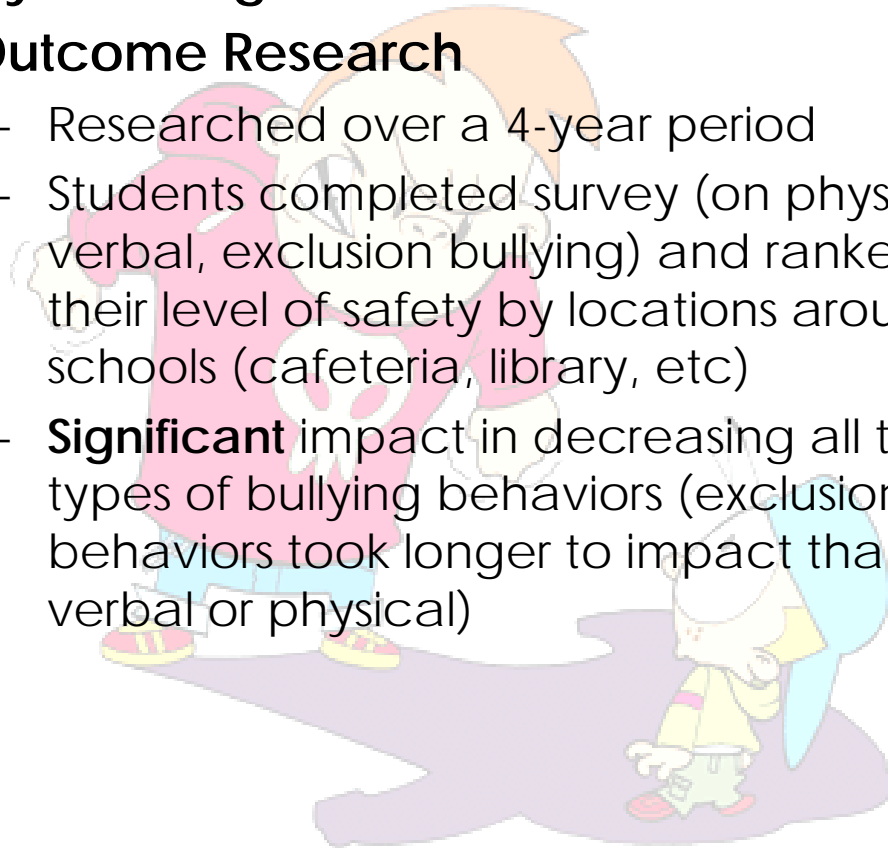 Outcome Research
- Researched over a 4-year period
- Students completed survey (on phys
verbal, exclusion bullying) and ranke
their level of safety by locations arou
schools (cafeteria, library, etc)
- Significant impact in decreasing all t
types of bullying behaviors (exclusion
behaviors took longer to impact tha
verbal or physical)